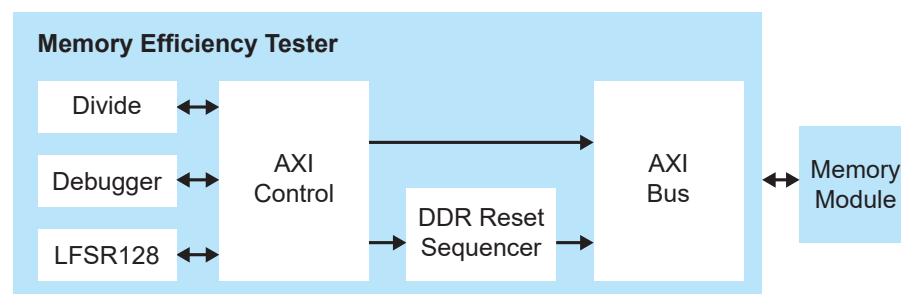 Memory Efficiency Tester
Divide
Debugger
LFSR128
AXI
Control
DDR Reset
Sequencer
AXI
Bus
Memory
Module